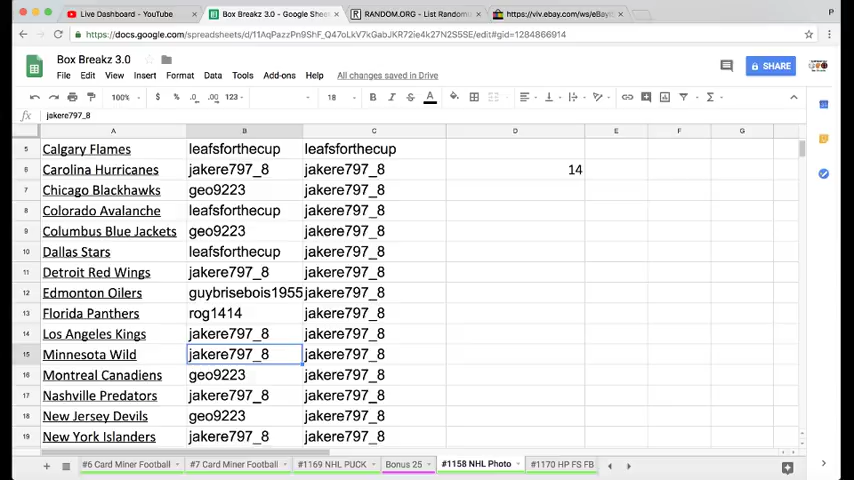 Live Dashboard - YouTube
Box Breakz 3.0 - Google Sheet
RANDOM.ORG - List Randomi
https://viv.ebay.com/ws/eBayI
P
https://docs.google.com/spreadsheets/d/11AqPazzPn9ShF_Q47oLkV7kGabJKR72ie4k27N2S5SE/edit#gid=1284866914
Box Breakz 3.0
File Edit View Insert Format Data Tools Add-ons Help All changes saved in Drive
SHARE
100% $ % .0 .00 123 18 B I S A
fx jakere797_8
A B C D E F G
5 Calgary Flames leafsforthecup leafsforthecup
6 Carolina Hurricanes jakere797_8 jakere797_8 14
7 Chicago Blackhawks geo9223 jakere797_8
8 Colorado Avalanche leafsforthecup jakere797_8
9 Columbus Blue Jackets geo9223 jakere797_8
10 Dallas Stars leafsforthecup jakere797_8
11 Detroit Red Wings jakere797_8 jakere797_8
12 Edmonton Oilers guybrisebois1955 jakere797_8
13 Florida Panthers rog1414 jakere797_8
14 Los Angeles Kings jakere797_8 jakere797_8
15 Minnesota Wild jakere797_8 jakere797_8
16 Montreal Canadiens geo9223 jakere797_8
17 Nashville Predators jakere797_8 jakere797_8
18 New Jersey Devils geo9223 jakere797_8
19 New York Islanders jakere797_8 jakere797_8
#6 Card Miner Football #7 Card Miner Football #1169 NHL PUCK Bonus 25 #1158 NHL Photo #1170 HP FS FB